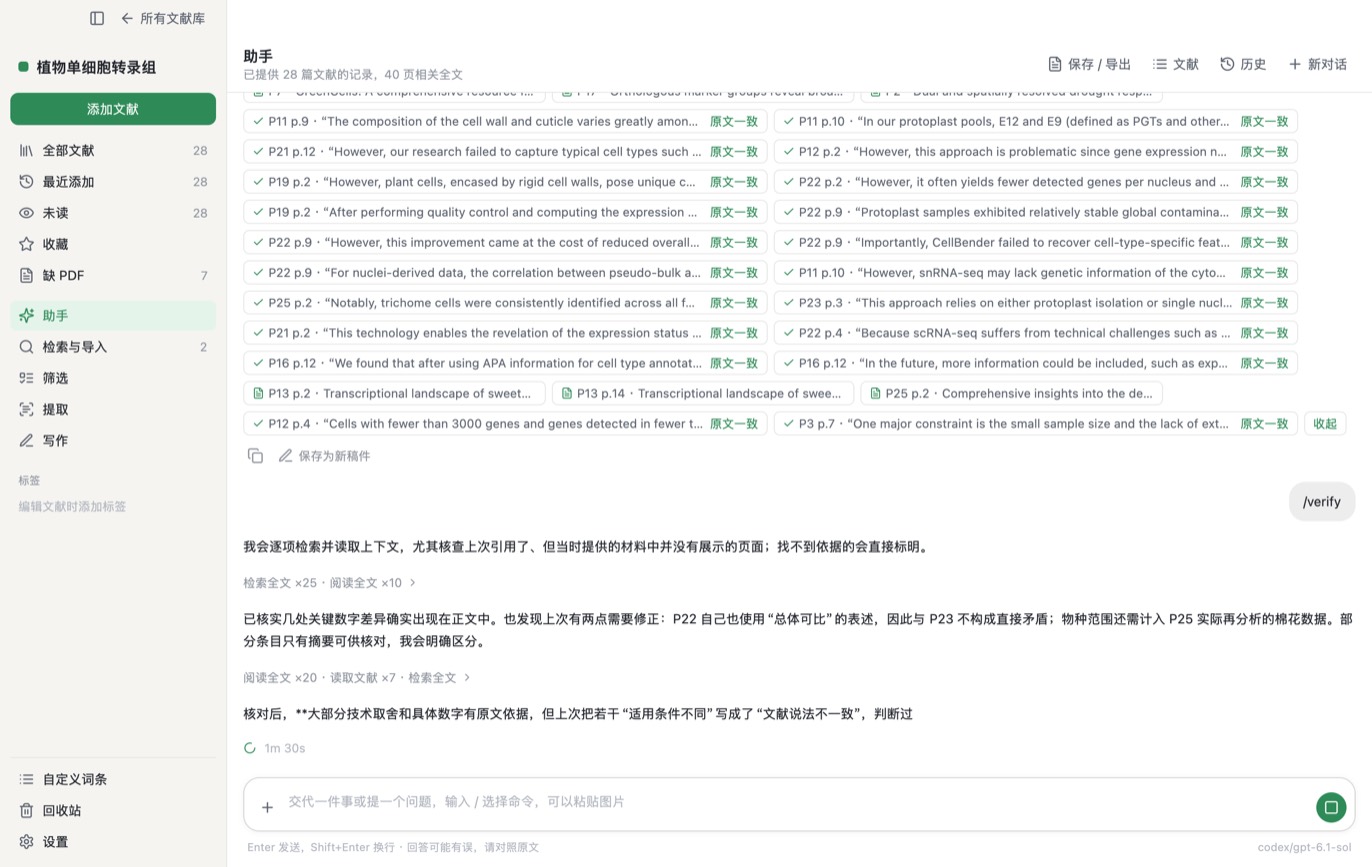 所有文献库
植物单细胞转录组
添加文献
全部文献 28
最近添加 28
未读 28
收藏
缺 PDF 7
助手
检索与导入 2
筛选
提取
写作
标签
编辑文献时添加标签
自定义词条
回收站
设置
助手
已提供 28 篇文献的记录，40 页相关全文
保存 / 导出 文献 历史 新对话
P11 p.9 · “The composition of the cell wall and cuticle varies greatly amon... 原文一致 P11 p.10 · “In our protoplast pools, E12 and E9 (defined as PGTs and other... 原文一致
P21 p.12 · “However, our research failed to capture typical cell types such ... 原文一致 P12 p.2 · “However, this approach is problematic since gene expression n... 原文一致
P19 p.2 · “However, plant cells, encased by rigid cell walls, pose unique c... 原文一致 P22 p.2 · “However, it often yields fewer detected genes per nucleus and ... 原文一致
P19 p.2 · “After performing quality control and computing the expression ... 原文一致 P22 p.9 · “Protoplast samples exhibited relatively stable global contamina... 原文一致
P22 p.9 · “However, this improvement came at the cost of reduced overall... 原文一致 P22 p.9 · “Importantly, CellBender failed to recover cell-type-specific feat... 原文一致
P22 p.9 · “For nuclei-derived data, the correlation between pseudo-bulk a... 原文一致 P11 p.10 · “However, snRNA-seq may lack genetic information of the cyto... 原文一致
P25 p.2 · “Notably, trichome cells were consistently identified across all f... 原文一致 P23 p.3 · “This approach relies on either protoplast isolation or single nucl... 原文一致
P21 p.2 · “This technology enables the revelation of the expression status ... 原文一致 P22 p.4 · “Because scRNA-seq suffers from technical challenges such as ... 原文一致
P16 p.12 · “We found that after using APA information for cell type annotat... 原文一致 P16 p.12 · “In the future, more information could be included, such as exp... 原文一致
P13 p.2 · Transcriptional landscape of sweet... P13 p.14 · Transcriptional landscape of swee... P25 p.2 · Comprehensive insights into the de...
P12 p.4 · “Cells with fewer than 3000 genes and genes detected in fewer t... 原文一致 P3 p.7 · “One major constraint is the small sample size and the lack of ext... 原文一致 收起
保存为新稿件
/verify
我会逐项检索并读取上下文，尤其核查上次引用了、但当时提供的材料中并没有展示的页面；找不到依据的会直接标明。
检索全文 ×25 · 阅读全文 ×10
已核实几处关键数字差异确实出现在正文中。也发现上次有两点需要修正：P22 自己也使用“总体可比”的表述，因此与 P23 不构成直接矛盾；物种范围还需计入 P25 实际再分析的棉花数据。部
分条目只有摘要可供核对，我会明确区分。
阅读全文 ×20 · 读取文献 ×7 · 检索全文
核对后，**大部分技术取舍和具体数字有原文依据，但上次把若干“适用条件不同”写成了“文献说法不一致”，判断过
1m 30s
交代一件事或提一个问题，输入 / 选择命令，可以粘贴图片
Enter 发送，Shift+Enter 换行 · 回答可能有误，请对照原文
codex/gpt-6.1-sol